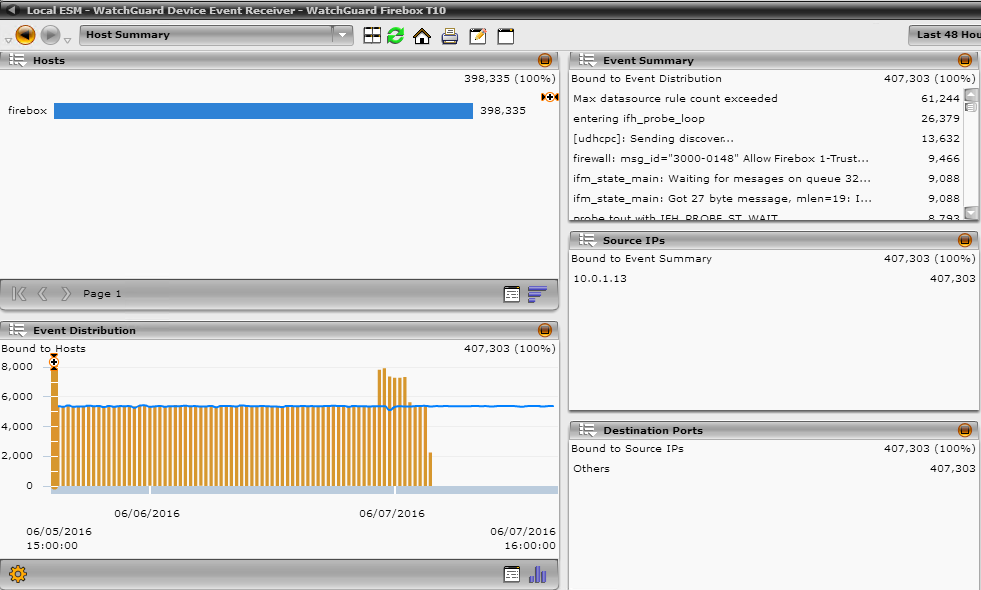 Local ESM - WatchGuard Device Event Receiver - WatchGuard Firebox T10
Host Summary
Last 48 Hou
Hosts
398,335 (100%)
firebox 398,335
Page 1
Event Distribution
Bound to Hosts 407,303 (100%)
8,000
6,000
4,000
2,000
0
06/06/2016 06/07/2016
06/05/2016 06/07/2016
15:00:00 16:00:00
Event Summary
Bound to Event Distribution 407,303 (100%)
Max datasource rule count exceeded 61,244
entering ifh_probe_loop 26,379
[udhcpc]: Sending discover... 13,632
firewall: msg_id="3000-0148" Allow Firebox 1-Trust... 9,466
ifm_state_main: Waiting for mesages on queue 32... 9,088
ifm_state_main: Got 27 byte message, mlen=19: I... 9,088
probe tout with IFH_PROBE_ST_WAIT 8,793
Source IPs
Bound to Event Summary 407,303 (100%)
10.0.1.13 407,303
Destination Ports
Bound to Source IPs 407,303 (100%)
Others 407,303